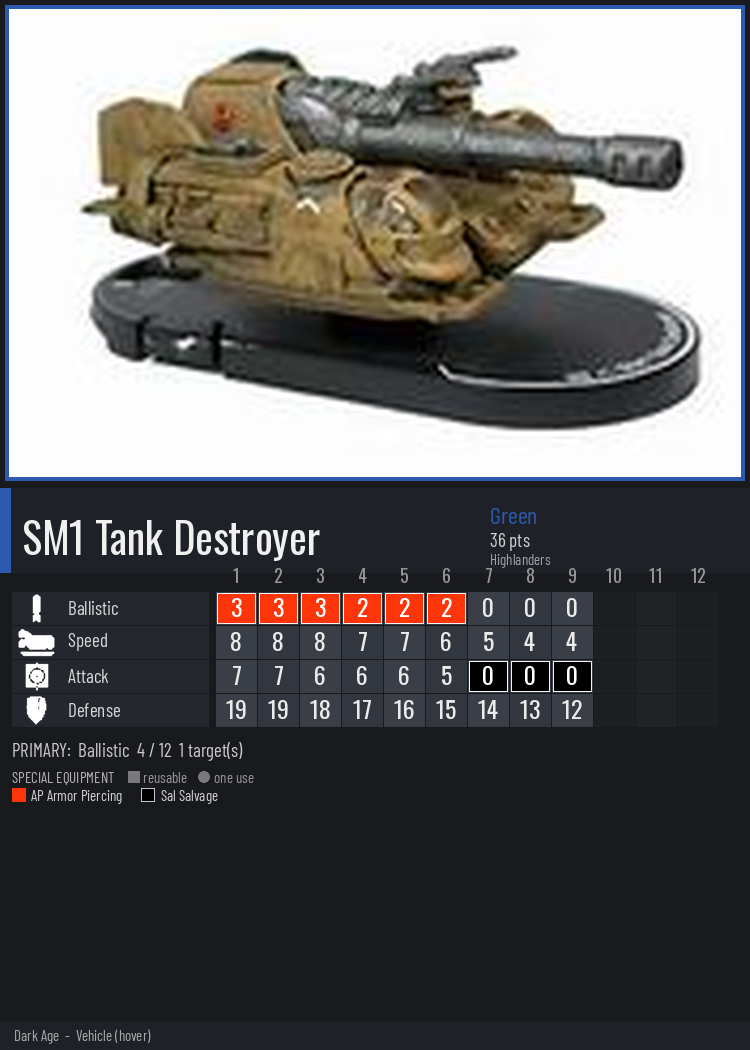 SM1 Tank Destroyer
Green
36 pts
Highlanders
1 2 3 4 5 6 7 8 9 10 11 12
Ballistic 3 3 3 2 2 2 0 0 0
Speed 8 8 8 7 7 6 5 4 4
Attack 7 7 6 6 6 5 0 0 0
Defense 19 19 18 17 16 15 14 13 12
PRIMARY: Ballistic 4 / 12 1 target(s)
SPECIAL EQUIPMENT reusable one use
AP Armor Piercing Sal Salvage
Dark Age - Vehicle (hover)